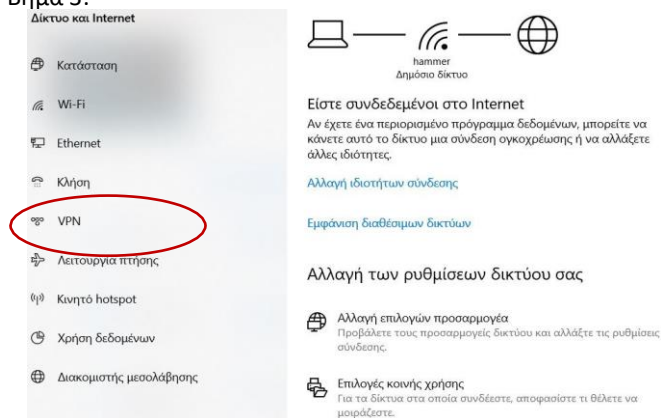 Βήμα 3:
Δίκτυο και Internet
Κατάσταση
Wi-Fi
Ethernet
Κλήση
VPN
Λειτουργία πτήσης
Κινητό hotspot
Χρήση δεδομένων
Διακομιστής μεσολάβησης
hammer
Δημόσιο δίκτυο
Είστε συνδεδεμένοι στο Internet
Αν έχετε ένα περιορισμένο πρόγραμμα δεδομένων, μπορείτε να
κάνετε αυτό το δίκτυο μια σύνδεση ογκοχρέωσης ή να αλλάξετε
άλλες ιδιότητες.
Αλλαγή ιδιοτήτων σύνδεσης
Εμφάνιση διαθέσιμων δικτύων
Αλλαγή των ρυθμίσεων δικτύου σας
Αλλαγή επιλογών προσαρμογέα
Προβάλετε τους προσαρμογείς δικτύου και αλλάξτε τις ρυθμίσεις
σύνδεσης.
Επιλογές κοινής χρήσης
Για τα δίκτυα στα οποία συνδέεστε, αποφασίστε τι θέλετε να
μοιράζεστε.